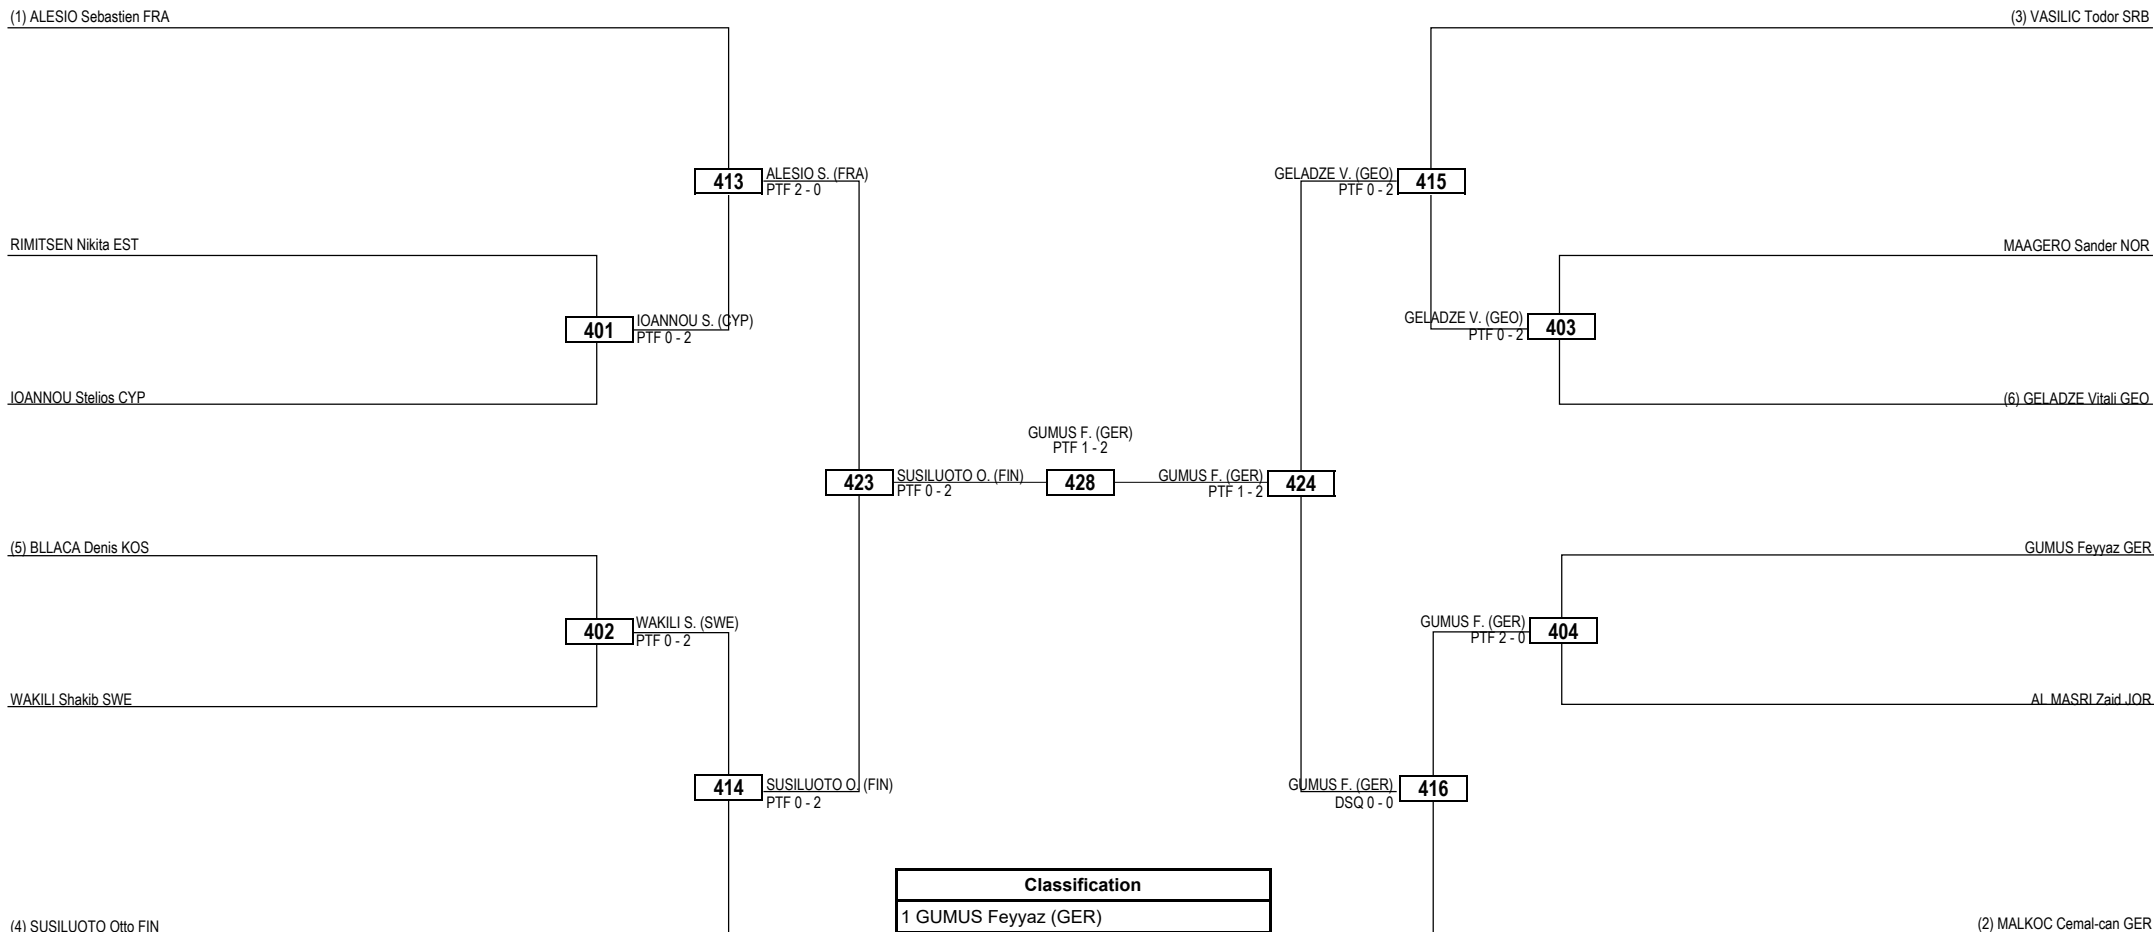 (1) ALESIO Sebastien FRA
(3) VASILIC Todor SRB
413
ALESIO S. (FRA)
PTF 2 - 0
GELADZE V. (GEO)
PTF 0 - 2
415
RIMITSEN Nikita EST
MAAGERO Sander NOR
401
IOANNOU S. (CYP)
PTF 0 - 2
GELADZE V. (GEO)
PTF 0 - 2
403
IOANNOU Stelios CYP
(6) GELADZE Vitali GEO
GUMUS F. (GER)
PTF 1 - 2
423
SUSILUOTO O. (FIN)
PTF 0 - 2
428
GUMUS F. (GER)
PTF 1 - 2
424
(5) BLLACA Denis KOS
GUMUS Feyyaz GER
402
WAKILI S. (SWE)
PTF 0 - 2
GUMUS F. (GER)
PTF 2 - 0
404
WAKILI Shakib SWE
AL MASRI Zaid JOR
414
SUSILUOTO O. (FIN)
PTF 0 - 2
GUMUS F. (GER)
DSQ 0 - 0
416
Classification
1 GUMUS Feyyaz (GER)
(4) SUSILUOTO Otto FIN
(2) MALKOC Cemal-can GER